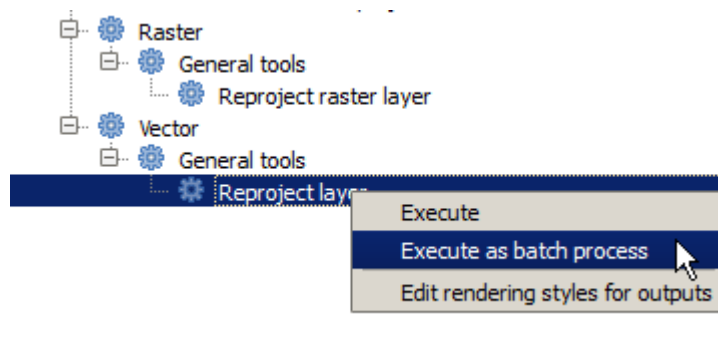 Raster
General tools
Reproject raster layer
Vector
General tools
Reproject layer
Execute
Execute as batch process
Edit rendering styles for outputs